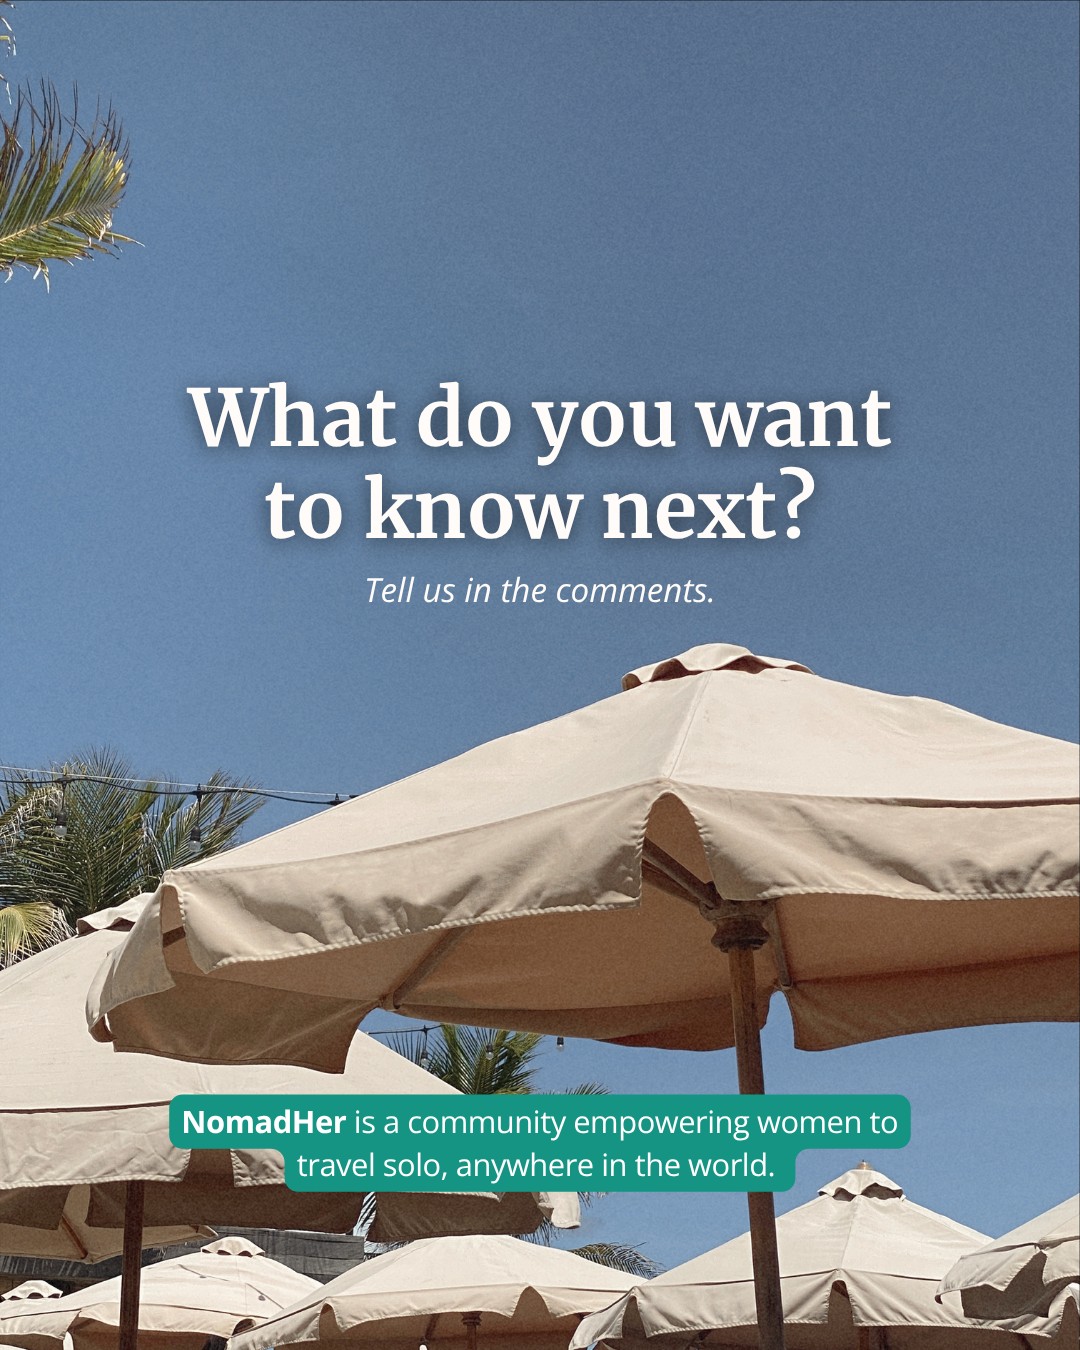 What do you want
to know next?
Tell us in the comments.
NomadHer is a community empowering women to
travel solo, anywhere in the world.